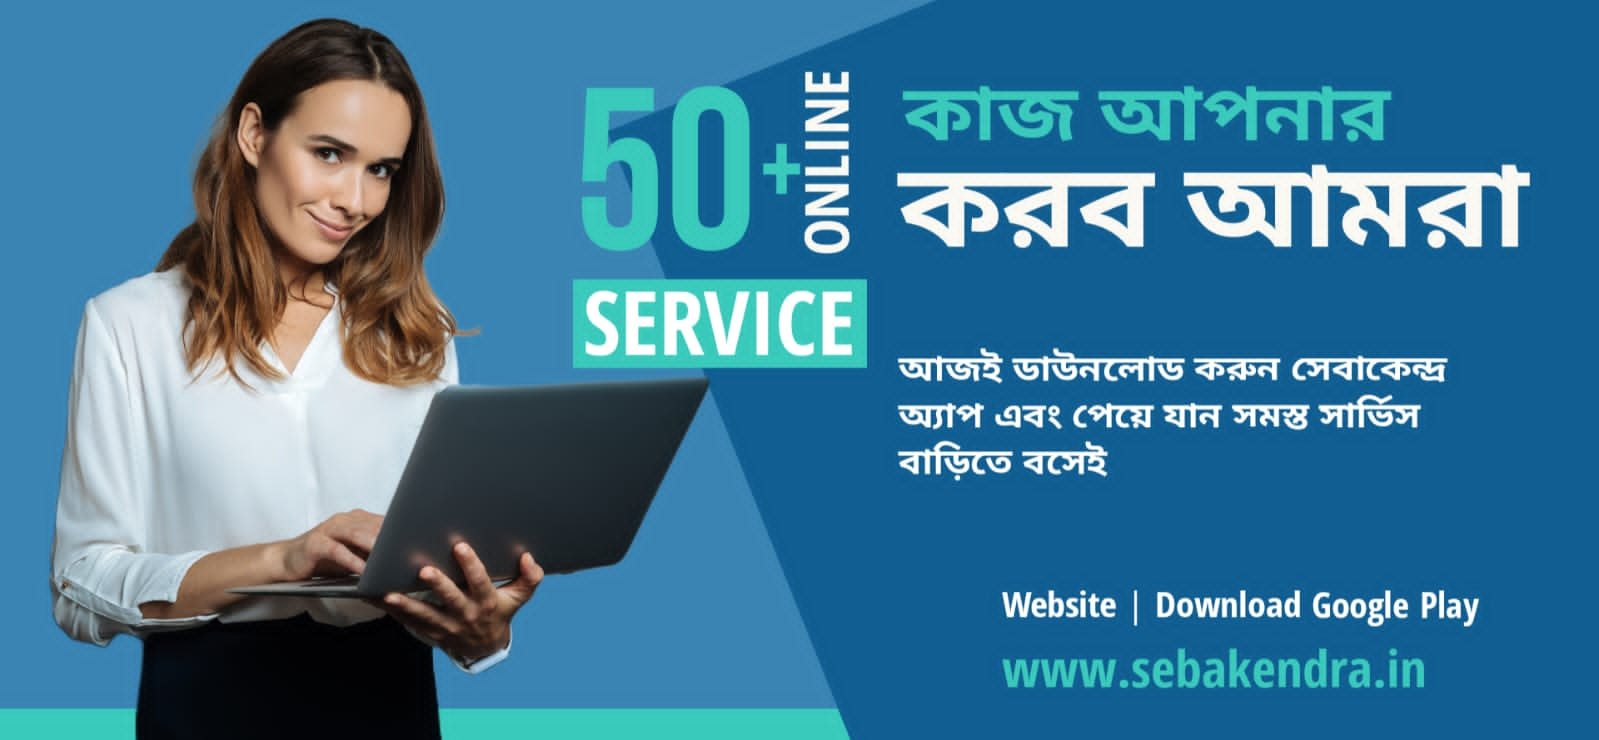 50+
ONLINE
SERVICE
কাজ আপনার
করব আমরা
আজই ডাউনলোড করুন সেবাকেন্দ্র
অ্যাপ এবং পেয়ে যান সমস্ত সার্ভিস
বাড়িতে বসেই
Website | Download Google Play
www.sebakendra.in